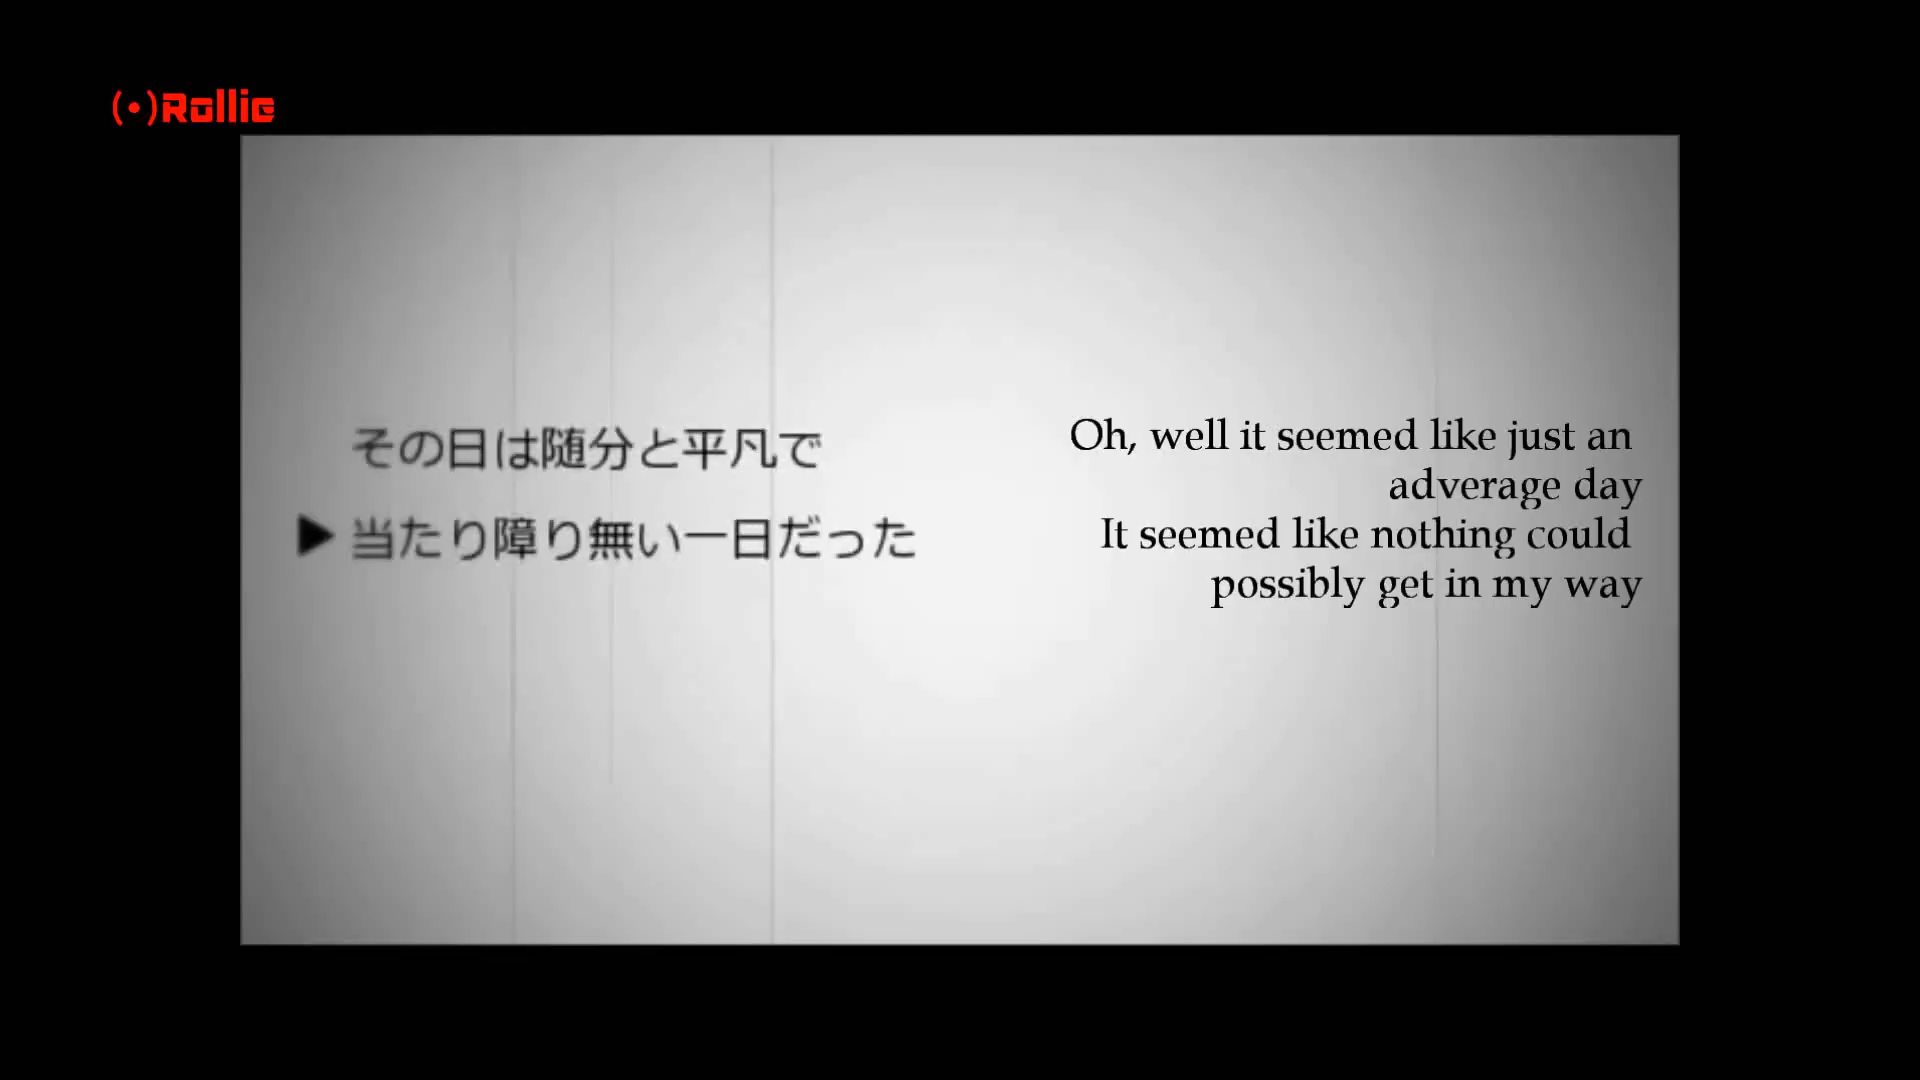 (•)Rollie
その日は随分と平凡で
▶当たり障り無い一日だった
Oh, well it seemed like just an
adverage day
It seemed like nothing could
possibly get in my way